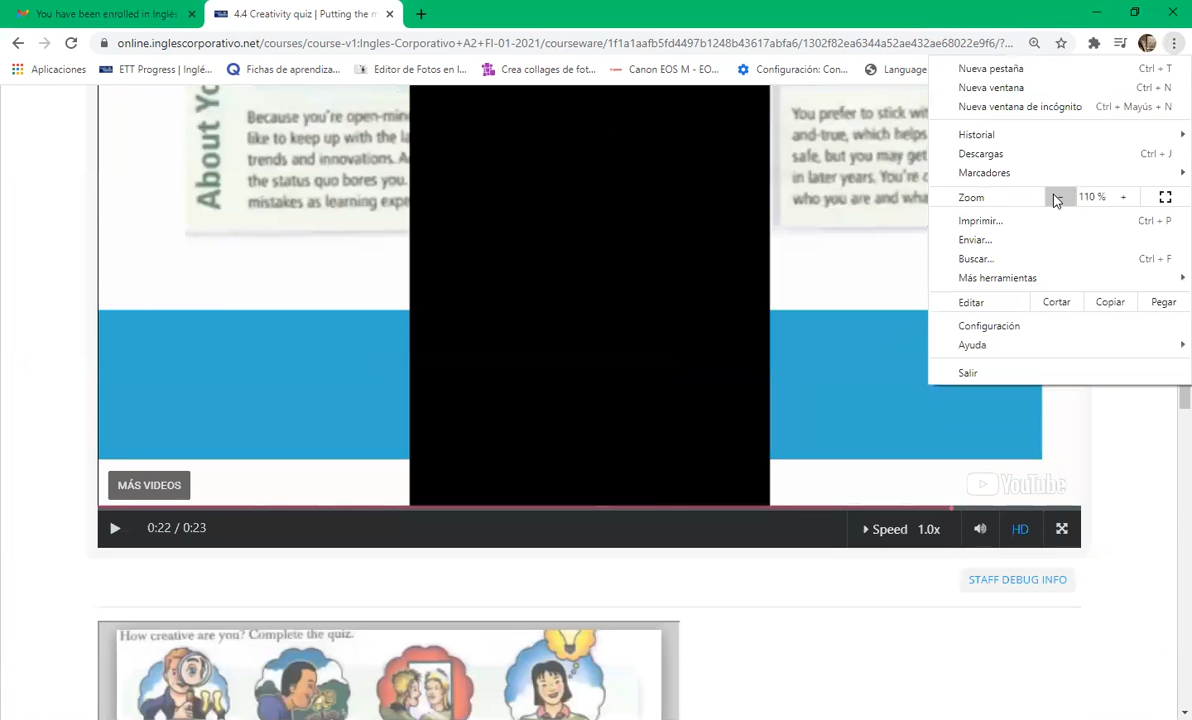 You have been enrolled in Inglés
4.4 Creativity quiz | Putting the m
online.inglescorporativo.net/courses/course-v1:Ingles-Corporativo+A2+FI-01-2021/courseware/1f1a1aafb5fd4497b1248b43617abfa6/1302f82ea6344a52ae432ae68022e9f6/?...
Aplicaciones
ETT Progress | Inglé...
Fichas de aprendiza...
Editor de Fotos en l...
Crea collages de fot...
Canon EOS M - EO...
Configuración: Con...
Language
Nueva pestaña Ctrl + T
Nueva ventana Ctrl + N
Nueva ventana de incógnito Ctrl + Mayús + N
Historial
Descargas Ctrl + J
Marcadores
Zoom 110 % +
Imprimir... Ctrl + P
Enviar...
Buscar... Ctrl + F
Más herramientas
Editar Cortar Copiar Pegar
Configuración
Ayuda
Salir
About Yo
Because you're open-min
like to keep up with the la
trends and innovations. A
the status quo bores you.
mistakes as learning exper
You prefer to stick wit
and-true, which helps
safe, but you may get
in later years. You're c
who you are and wha
MÁS VIDEOS
YouTube
0:22 / 0:23
Speed 1.0x
HD
STAFF DEBUG INFO
How creative are you? Complete the quiz.